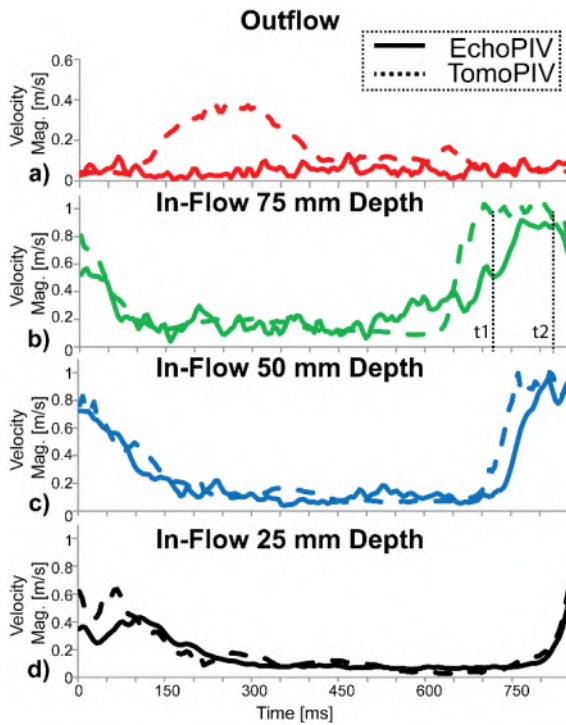 Outflow
EchoPIV
TomoPIV
Velocity
Mag. [m/s]
0.6
0.4
0.2
0
a)
In-Flow 75 mm Depth
Velocity
Mag. [m/s]
1
0.8
0.6
0.4
0.2
0
b)
t1
t2
In-Flow 50 mm Depth
Velocity
Mag. [m/s]
1
0.8
0.6
0.4
0.2
0
c)
In-Flow 25 mm Depth
Velocity
Mag. [m/s]
1
0.8
0.6
0.4
0.2
0
d)
0 150 300 450 600 750
Time [ms]